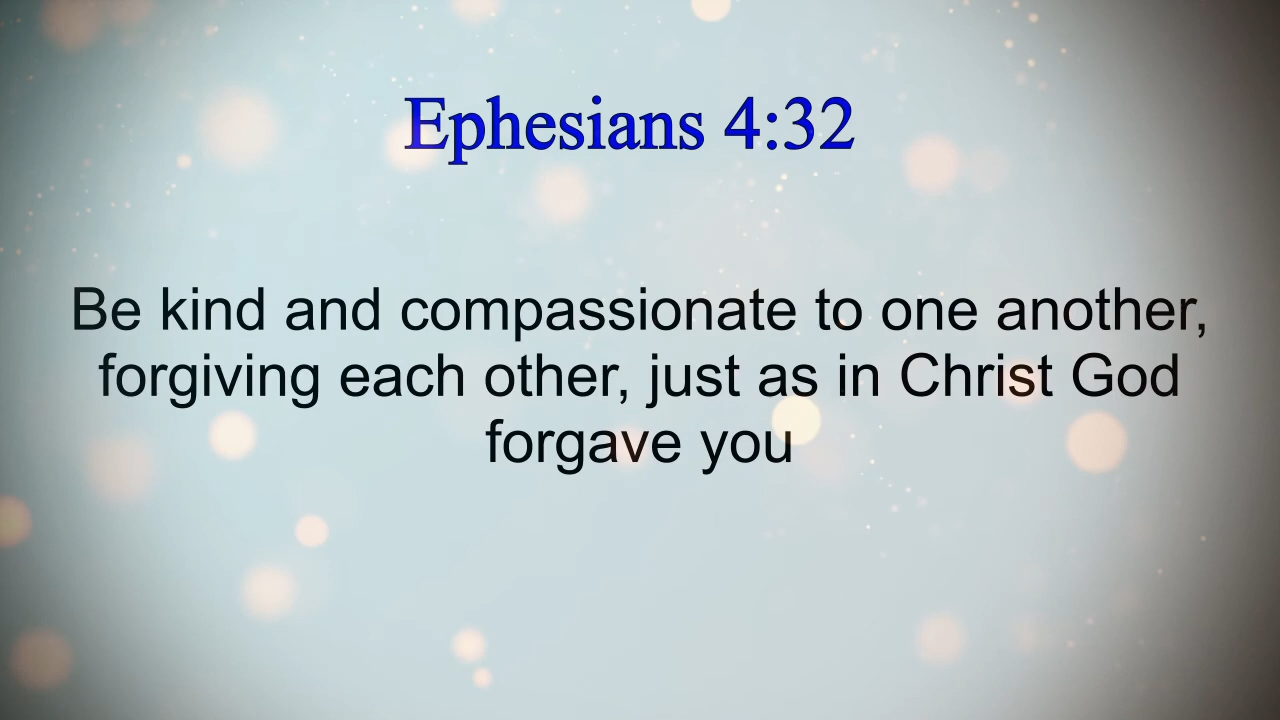 Ephesians 4:32
Be kind and compassionate to one another,
forgiving each other, just as in Christ God
forgave you